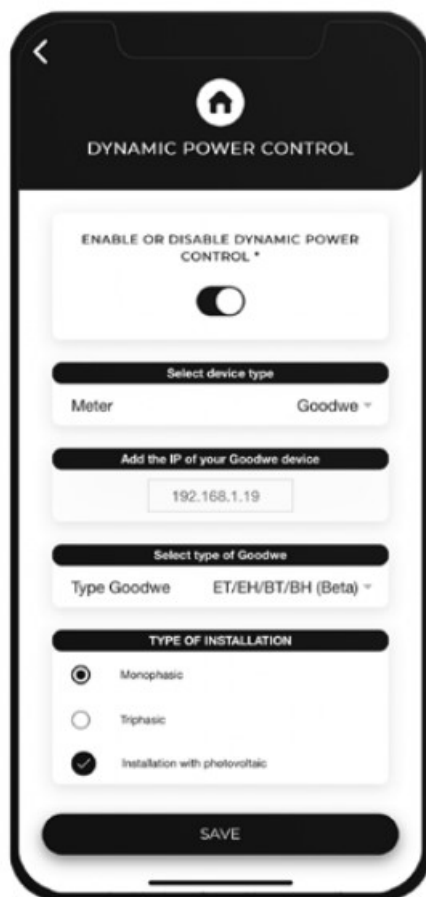 DYNAMIC POWER CONTROL
ENABLE OR DISABLE DYNAMIC POWER
CONTROL *
Select device type
Meter Goodwe
Add the IP of your Goodwe device
192.168.1.19
Select type of Goodwe
Type Goodwe ET/EH/BT/BH (Beta)
TYPE OF INSTALLATION
Monophasic
Triphasic
Installation with photovoltaic
SAVE